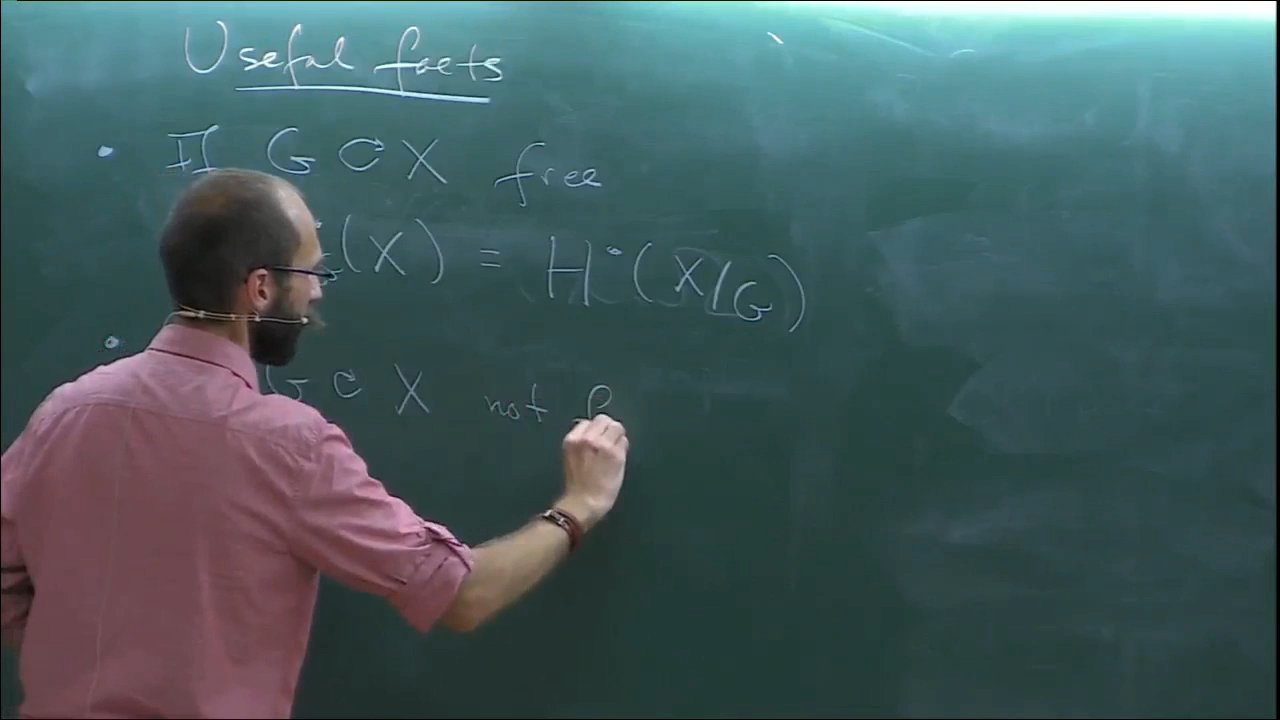 Useful facts
• If G ⊂ X free
(X) = H•(X/G)
• G ⊂ X not